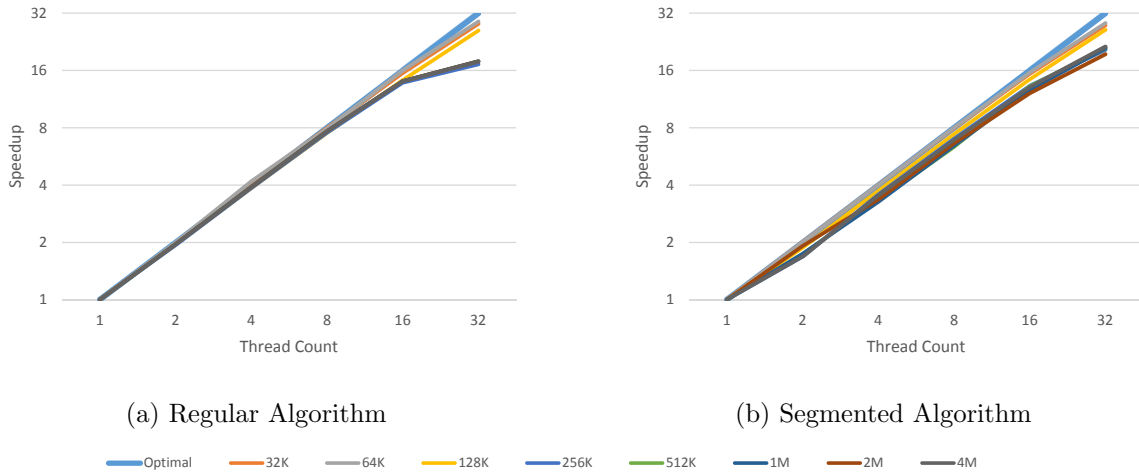 32
16
8
4
2
1
Speedup
1 2 4 8 16 32
Thread Count
(a) Regular Algorithm
32
16
8
4
2
1
Speedup
1 2 4 8 16 32
Thread Count
(b) Segmented Algorithm
Optimal 32K 64K 128K 256K 512K 1M 2M 4M